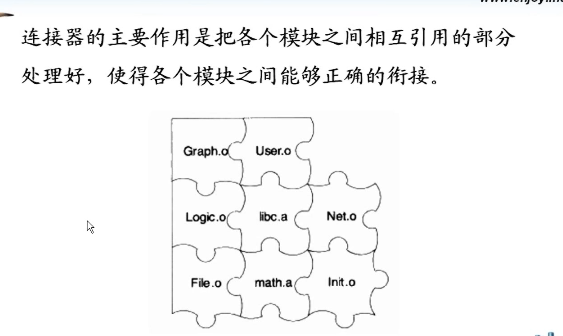 连接器的主要作用是把各个模块之间相互引用的部分
处理好，使得各个模块之间能够正确的衔接。
Graph.o User.o
Logic.o libc.a Net.o
File.o math.a Init.o